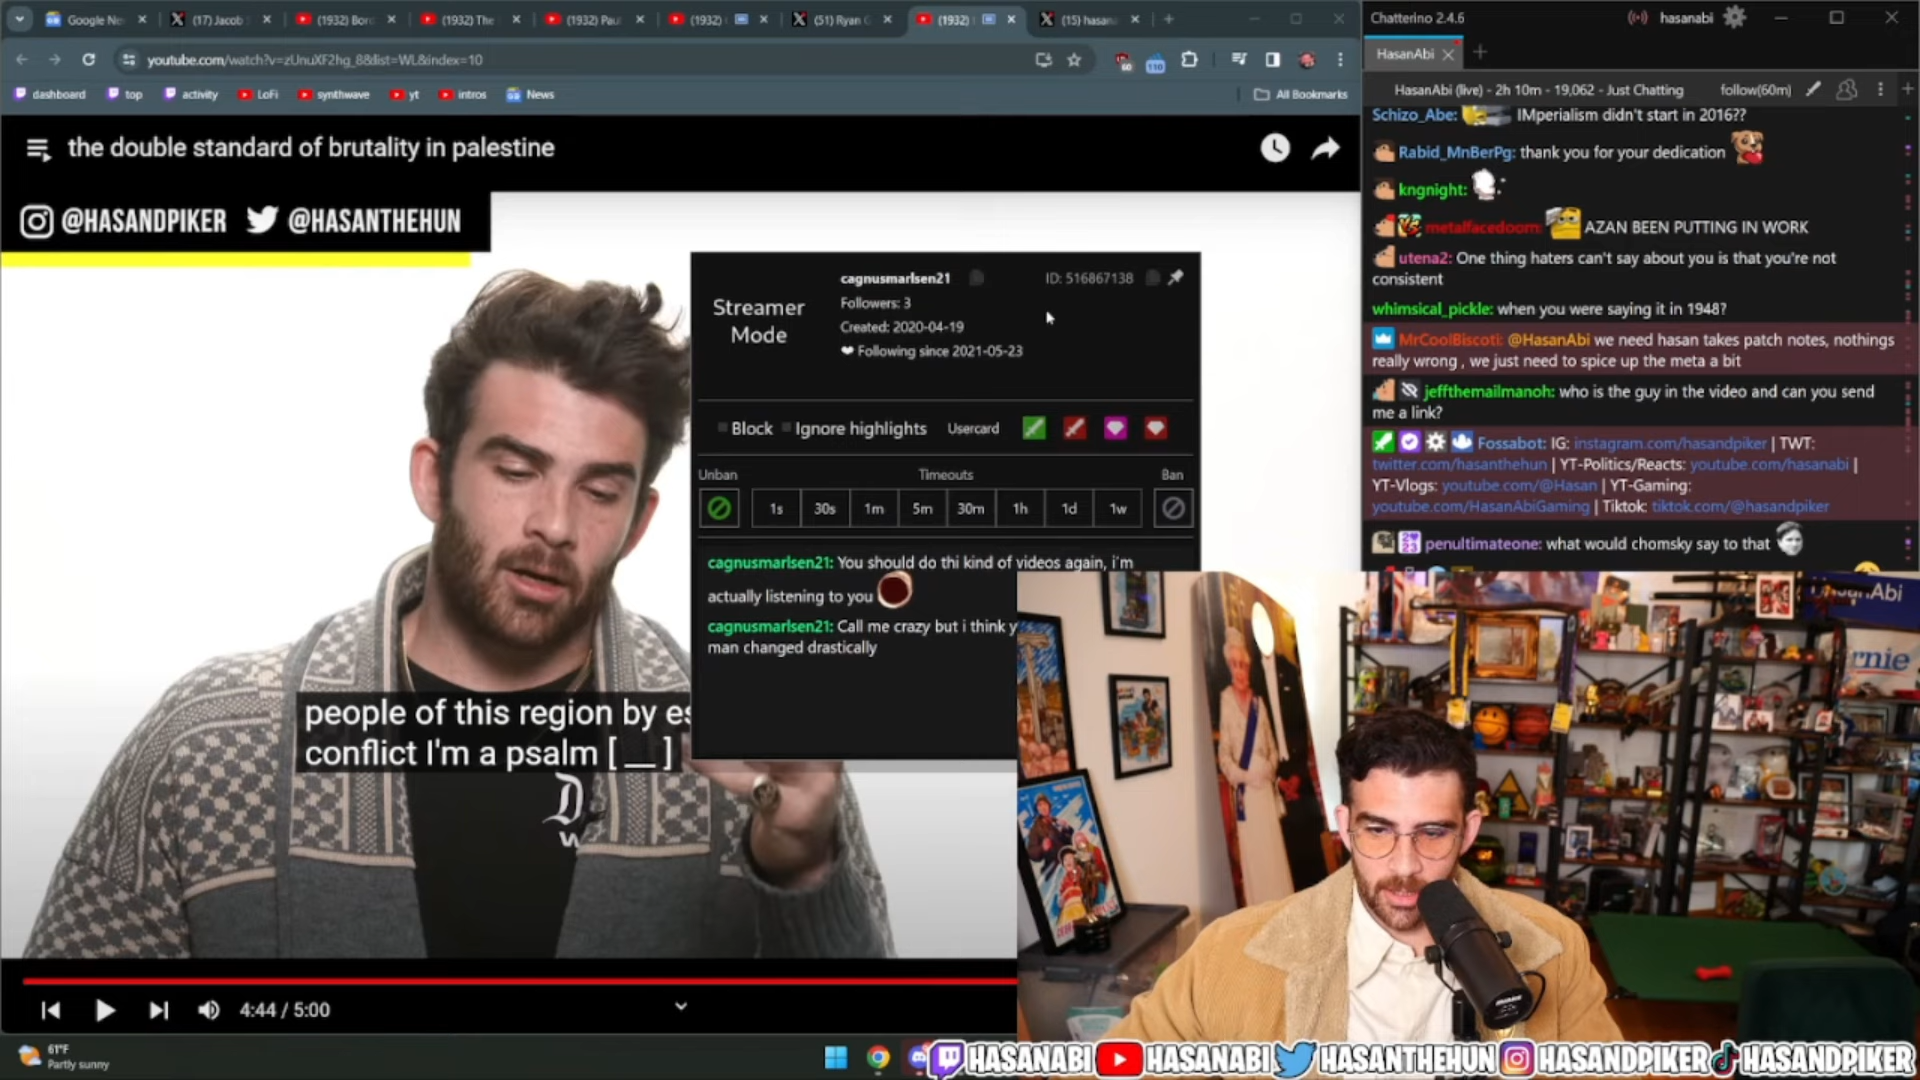 Google Ne
(17) Jacob
(1932) Bor
(1932) The
(1932) Pau
(1932)
(51) Ryan G
(1932)
(15) hasan
youtube.com/watch?v=zUnuXF2hg_8&list=WL&index=10
60
110
dashboard
top
activity
LoFi
synthwave
yt
intros
News
All Bookmarks
the double standard of brutality in palestine
@HASANDPIKER
@HASANTHEHUN
Streamer
Mode
cagnusmarlsen21
ID: 516867138
Followers: 3
Created: 2020-04-19
❤ Following since 2021-05-23
Block
Ignore highlights
Usercard
Unban
Timeouts
Ban
1s
30s
1m
5m
30m
1h
1d
1w
cagnusmarlsen21: You should do thi kind of videos again, i'm
actually listening to you
cagnusmarlsen21: Call me crazy but i think y
man changed drastically
people of this region by es
conflict I'm a psalm [ __ ]
4:44 / 5:00
61°F
Partly sunny
Chatterino 2.4.6
hasanabi
HasanAbi
HasanAbi (live) - 2h 10m - 19,062 - Just Chatting
follow(60m)
Schizo_Abe: IMperialism didn't start in 2016??
Rabid_MnBerPg: thank you for your dedication
kngnight:
metalfacedoom: AZAN BEEN PUTTING IN WORK
utena2: One thing haters can't say about you is that you're not
consistent
whimsical_pickle: when you were saying it in 1948?
MrCoolBiscoti: @HasanAbi we need hasan takes patch notes, nothings
really wrong , we just need to spice up the meta a bit
jeffthemailmanoh: who is the guy in the video and can you send
me a link?
Fossabot: IG: instagram.com/hasandpiker | TWT:
twitter.com/hasanthehun | YT-Politics/Reacts: youtube.com/hasanabi |
YT-Vlogs: youtube.com/@Hasan | YT-Gaming:
youtube.com/HasanAbiGaming | Tiktok: tiktok.com/@hasandpiker
penultimateone: what would chomsky say to that
HasanAbi
rnie
HASANABI
HASANABI
HASANTHEHUN
HASANDPIKER
HASANDPIKER